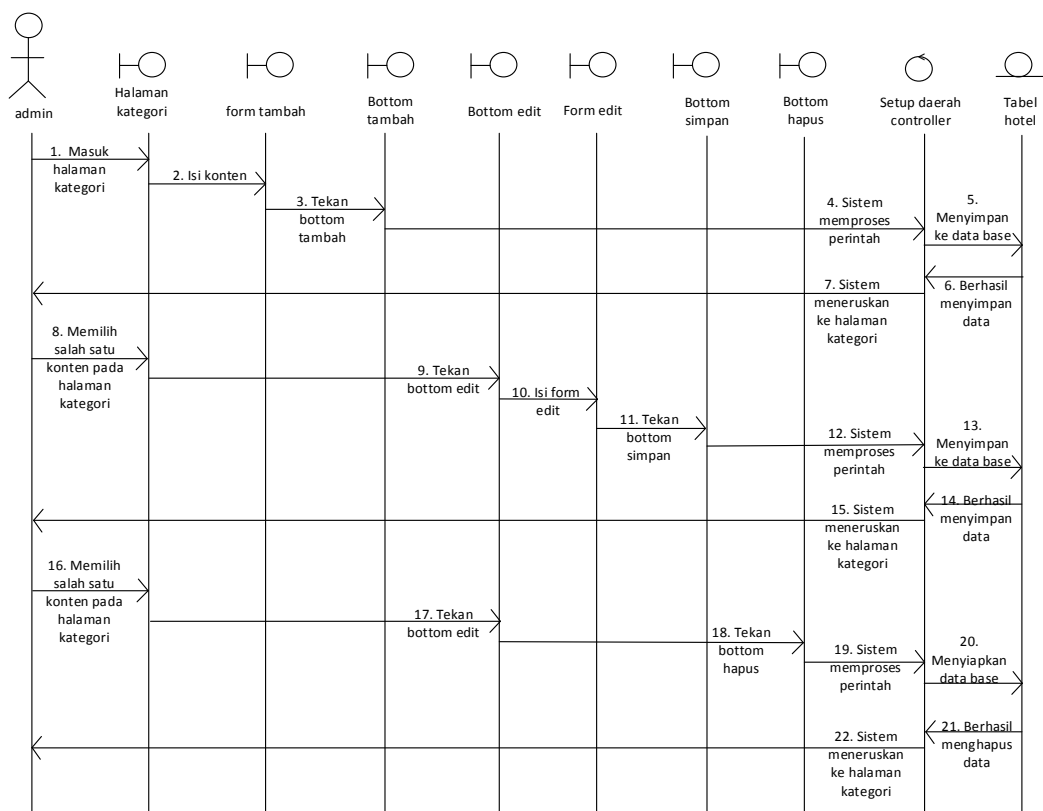 admin
Halaman
kategori
form tambah
Bottom
tambah
Bottom edit
Form edit
Bottom
simpan
Bottom
hapus
Setup daerah
controller
Tabel
hotel
1. Masuk
halaman
kategori
2. Isi konten
3. Tekan
bottom
tambah
4. Sistem
memproses
perintah
5.
Menyimpan
ke data base
6. Berhasil
menyimpan
data
7. Sistem
meneruskan
ke halaman
kategori
8. Memilih
salah satu
konten pada
halaman
kategori
9. Tekan
bottom edit
10. Isi form
edit
11. Tekan
bottom
simpan
12. Sistem
memproses
perintah
13.
Menyimpan
ke data base
14. Berhasil
menyimpan
data
15. Sistem
meneruskan
ke halaman
kategori
16. Memilih
salah satu
konten pada
halaman
kategori
17. Tekan
bottom edit
18. Tekan
bottom
hapus
19. Sistem
memproses
perintah
20.
Menyiapkan
data base
21. Berhasil
menghapus
data
22. Sistem
meneruskan
ke halaman
kategori